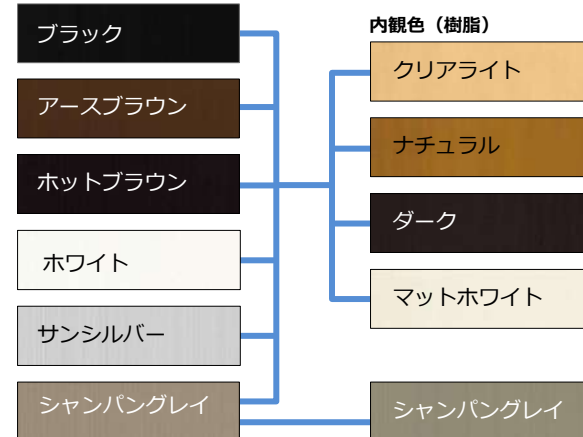 ブラック
アースブラウン
ホットブラウン
ホワイト
サンシルバー
シャンパングレイ
内観色（樹脂）
クリアライト
ナチュラル
ダーク
マットホワイト
シャンパングレイ